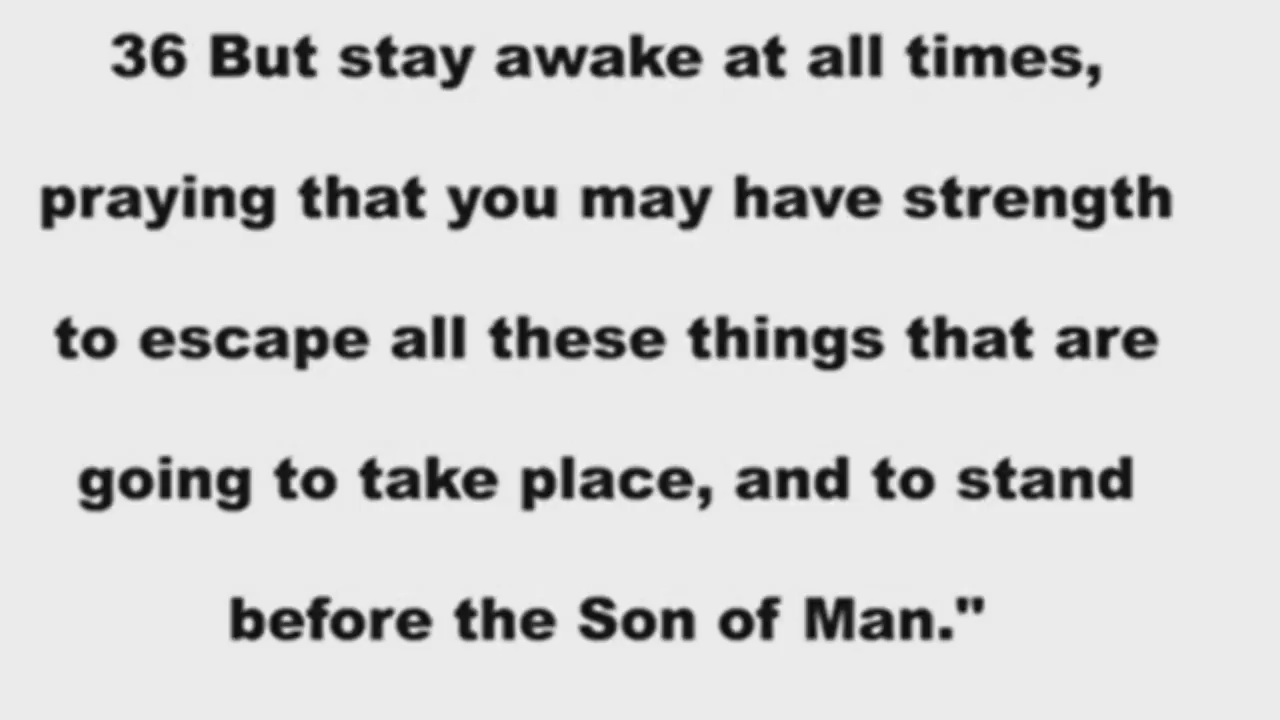 36 But stay awake at all times,
praying that you may have strength
to escape all these things that are
going to take place, and to stand
before the Son of Man."